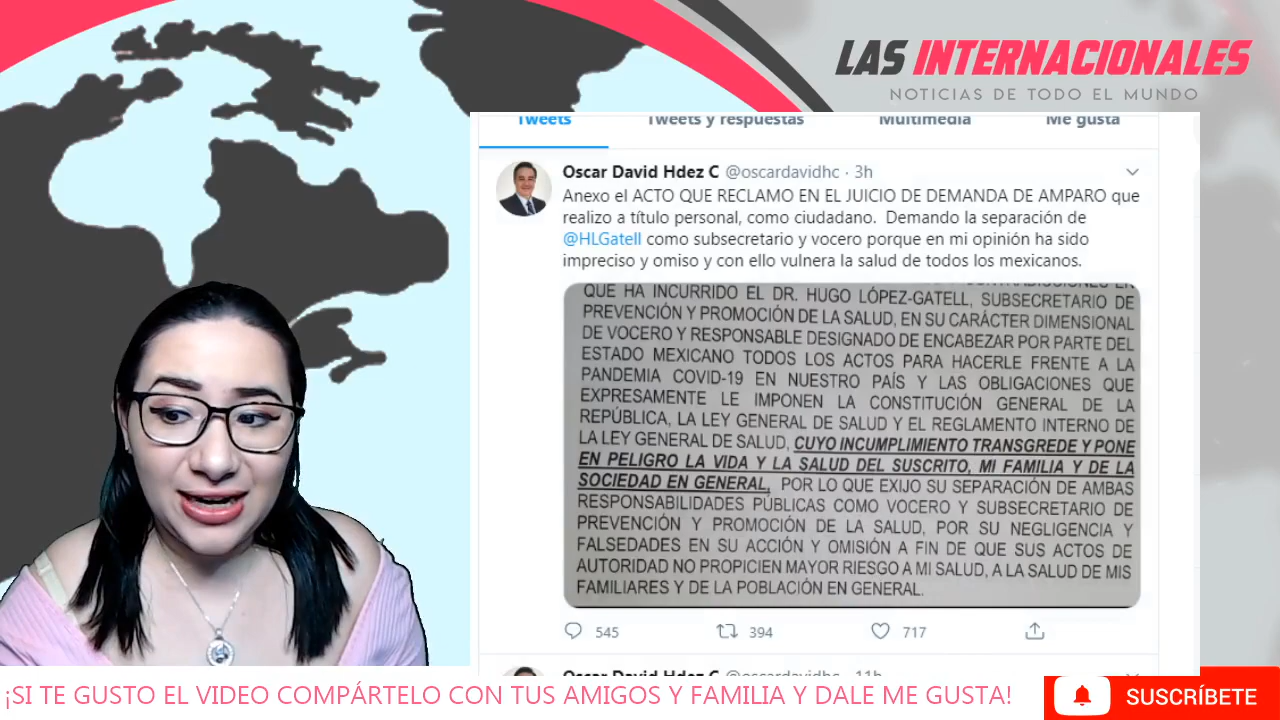 LAS INTERNACIONALES
NOTICIAS DE TODO EL MUNDO
Tweets Tweets y respuestas Multimedia Me gusta
Oscar David Hdez C @oscardavidhc · 3h
Anexo el ACTO QUE RECLAMO EN EL JUICIO DE DEMANDA DE AMPARO que
realizo a título personal, como ciudadano. Demando la separación de
@HLGatell como subsecretario y vocero porque en mi opinión ha sido
impreciso y omiso y con ello vulnera la salud de todos los mexicanos.
QUE HA INCURRIDO EL DR. HUGO LÓPEZ-GATELL, SUBSECRETARIO DE
PREVENCIÓN Y PROMOCIÓN DE LA SALUD, EN SU CARÁCTER DIMENSIONAL
DE VOCERO Y RESPONSABLE DESIGNADO DE ENCABEZAR POR PARTE DEL
ESTADO MEXICANO TODOS LOS ACTOS PARA HACERLE FRENTE A LA
PANDEMIA COVID-19 EN NUESTRO PAÍS Y LAS OBLIGACIONES QUE
EXPRESAMENTE LE IMPONEN LA CONSTITUCIÓN GENERAL DE LA
REPÚBLICA, LA LEY GENERAL DE SALUD Y EL REGLAMENTO INTERNO DE
LA LEY GENERAL DE SALUD, CUYO INCUMPLIMIENTO TRANSGREDE Y PONE
EN PELIGRO LA VIDA Y LA SALUD DEL SUSCRITO, MI FAMILIA Y DE LA
SOCIEDAD EN GENERAL, POR LO QUE EXIJO SU SEPARACIÓN DE AMBAS
RESPONSABILIDADES PÚBLICAS COMO VOCERO Y SUBSECRETARIO DE
PREVENCIÓN Y PROMOCIÓN DE LA SALUD, POR SU NEGLIGENCIA Y
FALSEDADES EN SU ACCIÓN Y OMISIÓN A FIN DE QUE SUS ACTOS DE
AUTORIDAD NO PROPICIEN MAYOR RIESGO A MI SALUD, A LA SALUD DE MIS
FAMILIARES Y DE LA POBLACIÓN EN GENERAL.
545 394 717
Oscar David Hdez C @oscardavidhc · 11h
¡SI TE GUSTO EL VIDEO COMPÁRTELO CON TUS AMIGOS Y FAMILIA Y DALE ME GUSTA!
SUSCRÍBETE